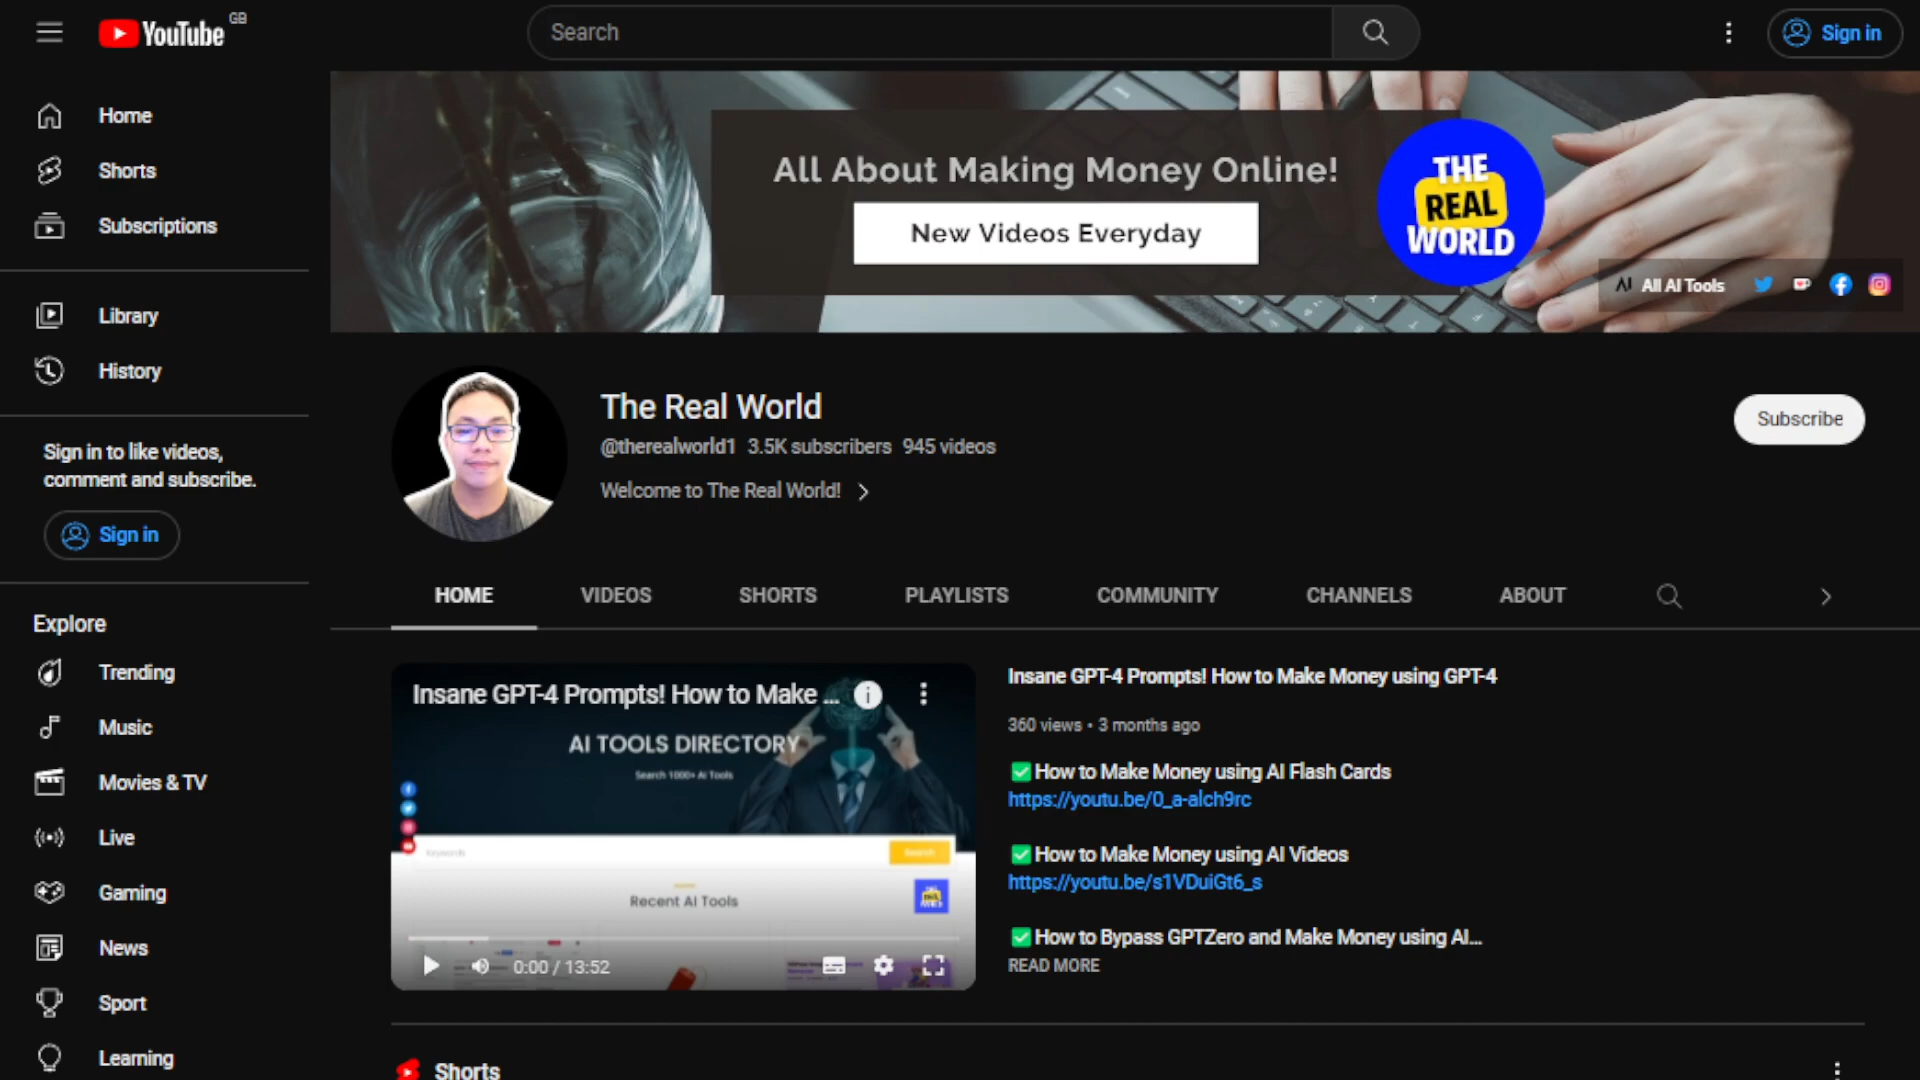 YouTube GB
Search
Sign in
Home
Shorts
Subscriptions
Library
History
Sign in to like videos,
comment and subscribe.
Sign in
Explore
Trending
Music
Movies & TV
Live
Gaming
News
Sport
Learning
All About Making Money Online!
New Videos Everyday
THE
REAL
WORLD
AI All AI Tools
The Real World
@therealworld1 3.5K subscribers 945 videos
Welcome to The Real World!
Subscribe
HOME VIDEOS SHORTS PLAYLISTS COMMUNITY CHANNELS ABOUT
Insane GPT-4 Prompts! How to Make ...
AI TOOLS DIRECTORY
Search 1000+ AI Tools
Keywords
Search
Recent AI Tools
0:00 / 13:52
Insane GPT-4 Prompts! How to Make Money using GPT-4
360 views • 3 months ago
✅How to Make Money using AI Flash Cards
https://youtu.be/0_a-alch9rc
✅How to Make Money using AI Videos
https://youtu.be/s1VDuiGt6_s
✅How to Bypass GPTZero and Make Money using AI...
READ MORE
Shorts